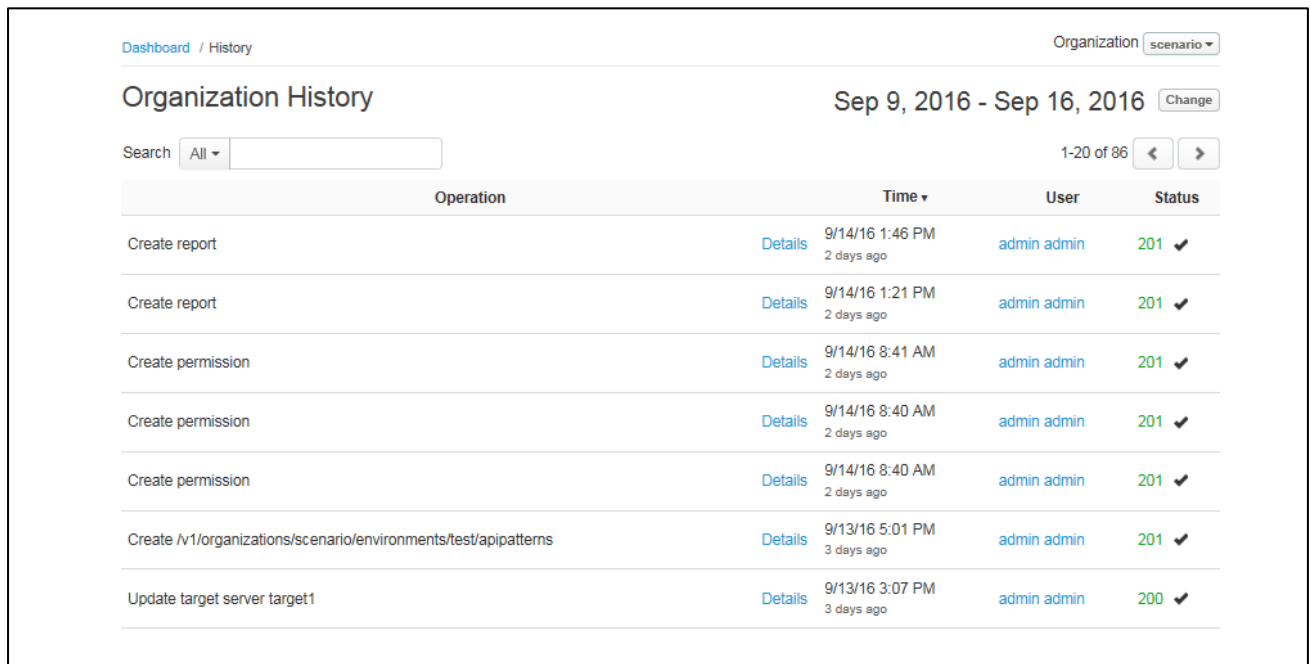 Dashboard / History Organization scenario
Organization History Sep 9, 2016 - Sep 16, 2016 Change
Search All 1-20 of 86
Operation Time User Status
Create report Details 9/14/16 1:46 PM admin admin 201
2 days ago
Create report Details 9/14/16 1:21 PM admin admin 201
2 days ago
Create permission Details 9/14/16 8:41 AM admin admin 201
2 days ago
Create permission Details 9/14/16 8:40 AM admin admin 201
2 days ago
Create permission Details 9/14/16 8:40 AM admin admin 201
2 days ago
Create /v1/organizations/scenario/environments/test/apipatterns Details 9/13/16 5:01 PM admin admin 201
3 days ago
Update target server target1 Details 9/13/16 3:07 PM admin admin 200
3 days ago